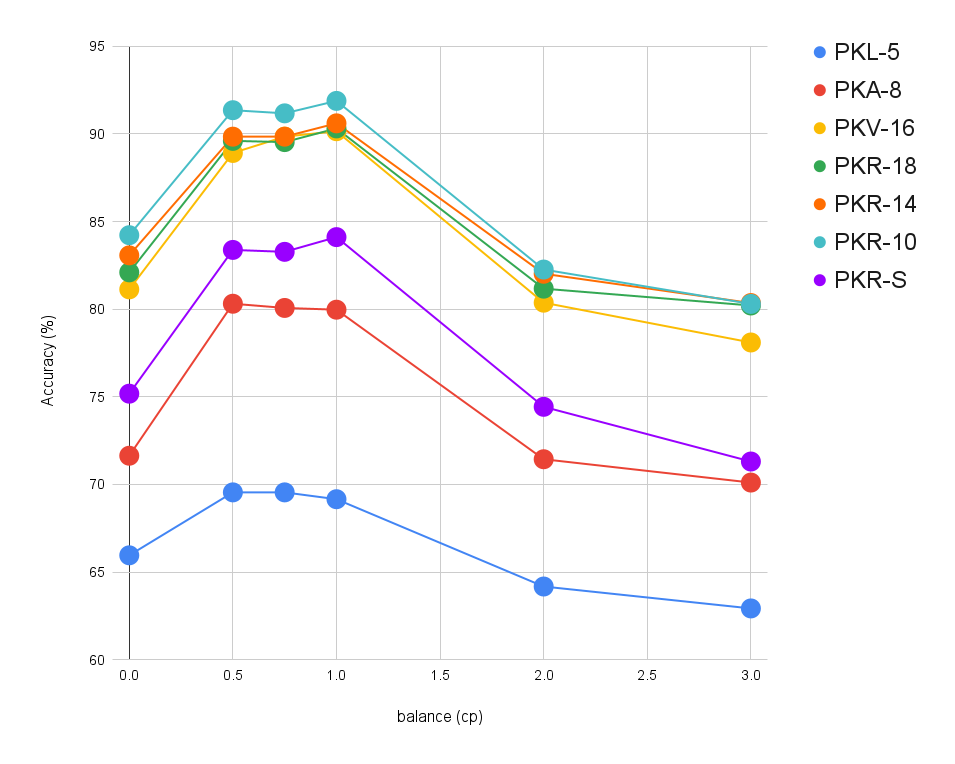 95
90
85
80
75
70
65
60
Accuracy (%)
0.0 0.5 1.0 1.5 2.0 2.5 3.0
balance (cp)
PKL-5
PKA-8
PKV-16
PKR-18
PKR-14
PKR-10
PKR-S